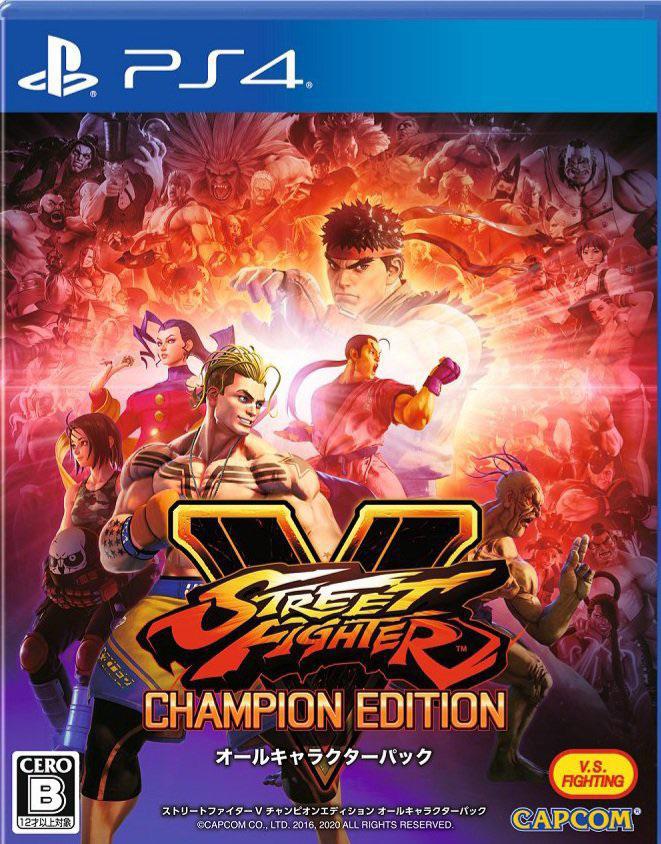 PS4®
V
STREET
FIGHTER™
CHAMPION EDITION
オールキャラクターパック
CERO
B
12才以上対象
V.S.
FIGHTING
ストリートファイターV チャンピオンエディション オールキャラクターパック
©CAPCOM CO., LTD. 2016, 2020 ALL RIGHTS RESERVED.
CAPCOM®